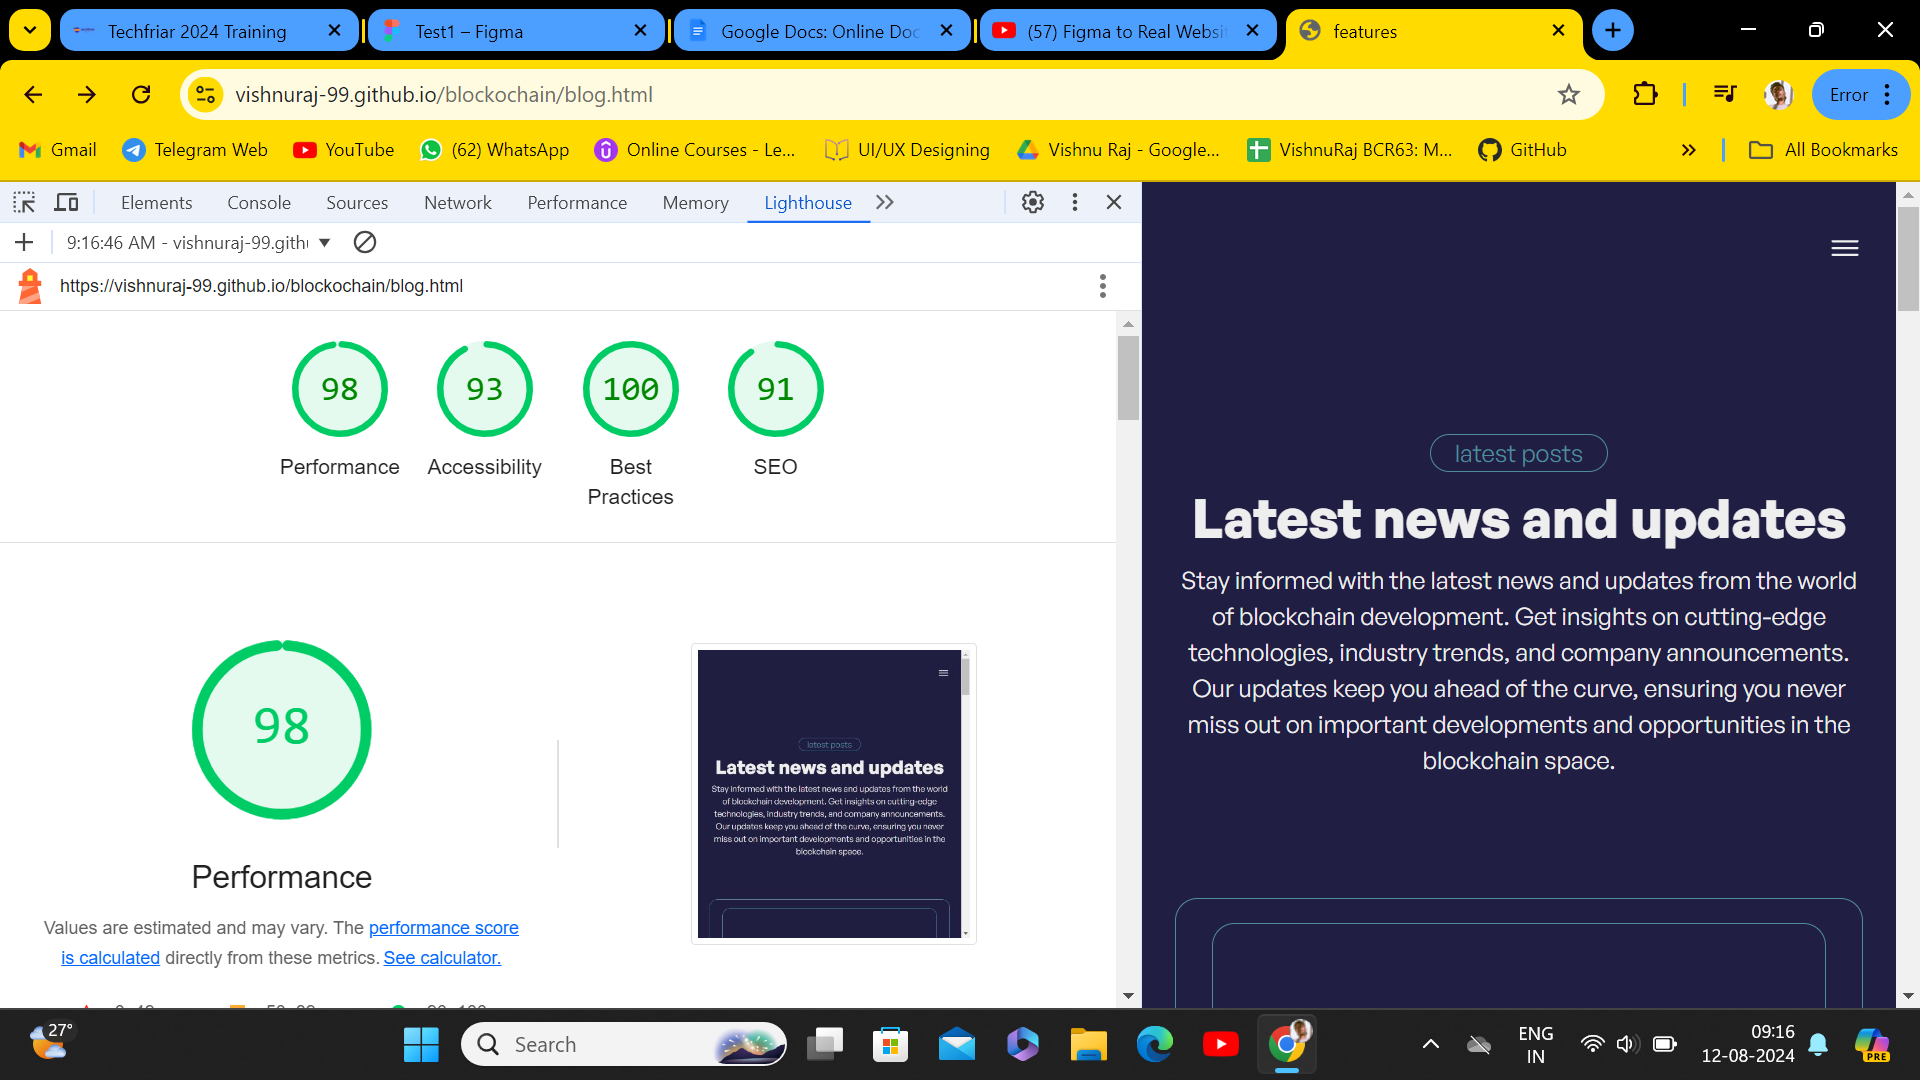 Techfriar 2024 Training
Test1 – Figma
Google Docs: Online Doc
(57) Figma to Real Websi
features
vishnuraj-99.github.io/blockochain/blog.html
Error
Gmail
Telegram Web
YouTube
(62) WhatsApp
Online Courses - Le...
UI/UX Designing
Vishnu Raj - Google...
VishnuRaj BCR63: M...
GitHub
All Bookmarks
Elements
Console
Sources
Network
Performance
Memory
Lighthouse
9:16:46 AM - vishnuraj-99.gith
https://vishnuraj-99.github.io/blockochain/blog.html
98
93
100
91
Performance
Accessibility
Best
Practices
SEO
98
Performance
Values are estimated and may vary. The performance score
is calculated directly from these metrics. See calculator.
latest posts
Latest news and updates
Stay informed with the latest news and updates from the world
of blockchain development. Get insights on cutting-edge
technologies, industry trends, and company announcements.
Our updates keep you ahead of the curve, ensuring you never
miss out on important developments and opportunities in the
blockchain space.
latest posts
Latest news and updates
Stay informed with the latest news and updates from the world
of blockchain development. Get insights on cutting-edge
technologies, industry trends, and company announcements.
Our updates keep you ahead of the curve, ensuring you never
miss out on important developments and opportunities in the
blockchain space.
27°
Search
ENG
IN
09:16
12-08-2024
PRE